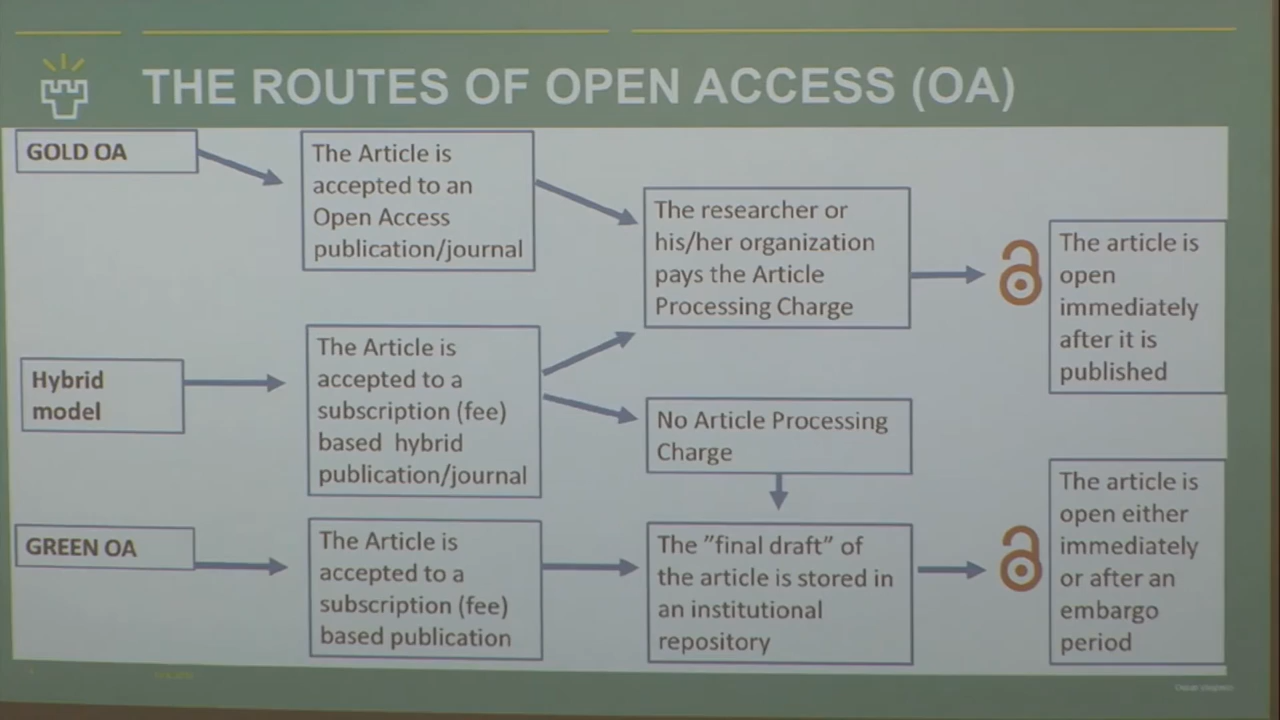 THE ROUTES OF OPEN ACCESS (OA)
GOLD OA
The Article is
accepted to an
Open Access
publication/journal
The researcher or
his/her organization
pays the Article
Processing Charge
The article is
open
immediately
after it is
published
Hybrid
model
The Article is
accepted to a
subscription (fee)
based hybrid
publication/journal
No Article Processing
Charge
GREEN OA
The Article is
accepted to a
subscription (fee)
based publication
The ”final draft” of
the article is stored in
an institutional
repository
The article is
open either
immediately
or after an
embargo
period